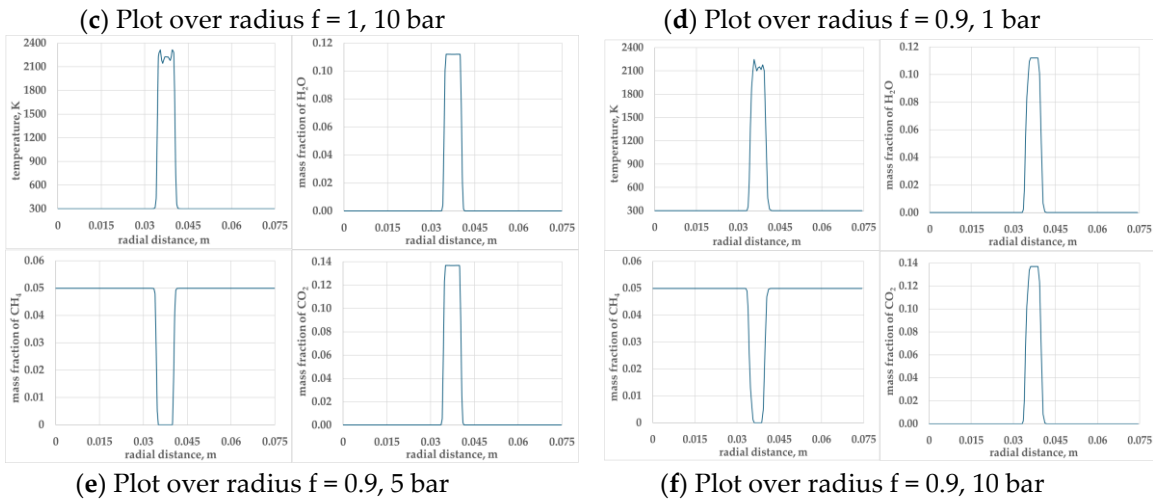 (c) Plot over radius f = 1, 10 bar
(d) Plot over radius f = 0.9, 1 bar
temperature, K
2400
2100
1800
1500
1200
900
600
300
0 0.015 0.03 0.045 0.06 0.075
radial distance, m
mass fraction of H₂O
0.12
0.10
0.08
0.06
0.04
0.02
0.00
0 0.015 0.03 0.045 0.06 0.075
radial distance, m
temperature, K
2400
2100
1800
1500
1200
900
600
300
0 0.015 0.03 0.045 0.06 0.075
radial distance, m
mass fraction of H₂O
0.12
0.10
0.08
0.06
0.04
0.02
0.00
0 0.015 0.03 0.045 0.06 0.075
radial distance, m
mass fraction of CH₄
0.06
0.05
0.04
0.03
0.02
0.01
0
0 0.015 0.03 0.045 0.06 0.075
radial distance, m
mass fraction of CO₂
0.14
0.12
0.10
0.08
0.06
0.04
0.02
0.00
0 0.015 0.03 0.045 0.06 0.075
radial distance, m
mass fraction of CH₄
0.06
0.05
0.04
0.03
0.02
0.01
0
0 0.015 0.03 0.045 0.06 0.075
radial distance, m
mass fraction of CO₂
0.14
0.12
0.10
0.08
0.06
0.04
0.02
0.00
0 0.015 0.03 0.045 0.06 0.075
radial distance, m
(e) Plot over radius f = 0.9, 5 bar
(f) Plot over radius f = 0.9, 10 bar